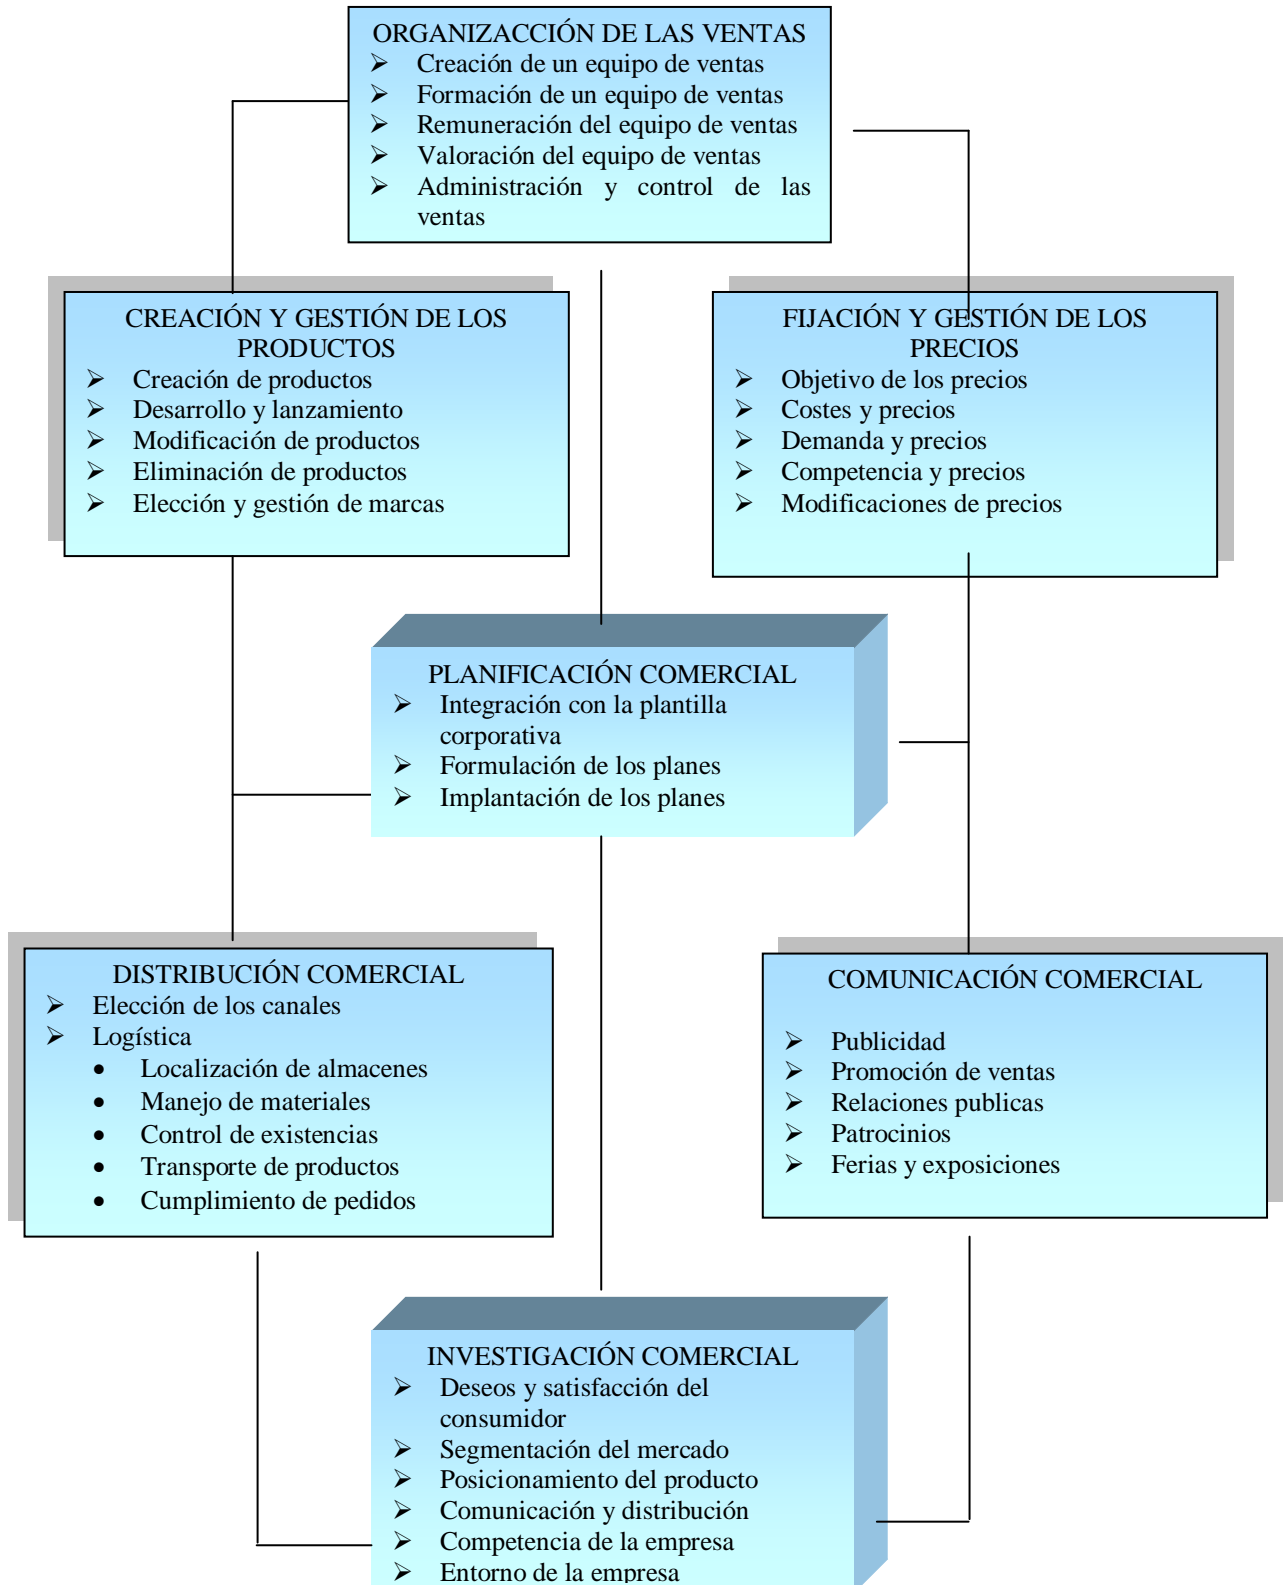 ORGANIZACCIÓN DE LAS VENTAS
➢ Creación de un equipo de ventas
➢ Formación de un equipo de ventas
➢ Remuneración del equipo de ventas
➢ Valoración del equipo de ventas
➢ Administración y control de las
ventas
CREACIÓN Y GESTIÓN DE LOS
PRODUCTOS
➢ Creación de productos
➢ Desarrollo y lanzamiento
➢ Modificación de productos
➢ Eliminación de productos
➢ Elección y gestión de marcas
FIJACIÓN Y GESTIÓN DE LOS
PRECIOS
➢ Objetivo de los precios
➢ Costes y precios
➢ Demanda y precios
➢ Competencia y precios
➢ Modificaciones de precios
PLANIFICACIÓN COMERCIAL
➢ Integración con la plantilla
corporativa
➢ Formulación de los planes
➢ Implantación de los planes
DISTRIBUCIÓN COMERCIAL
➢ Elección de los canales
➢ Logística
• Localización de almacenes
• Manejo de materiales
• Control de existencias
• Transporte de productos
• Cumplimiento de pedidos
COMUNICACIÓN COMERCIAL
➢ Publicidad
➢ Promoción de ventas
➢ Relaciones publicas
➢ Patrocinios
➢ Ferias y exposiciones
INVESTIGACIÓN COMERCIAL
➢ Deseos y satisfacción del
consumidor
➢ Segmentación del mercado
➢ Posicionamiento del producto
➢ Comunicación y distribución
➢ Competencia de la empresa
➢ Entorno de la empresa